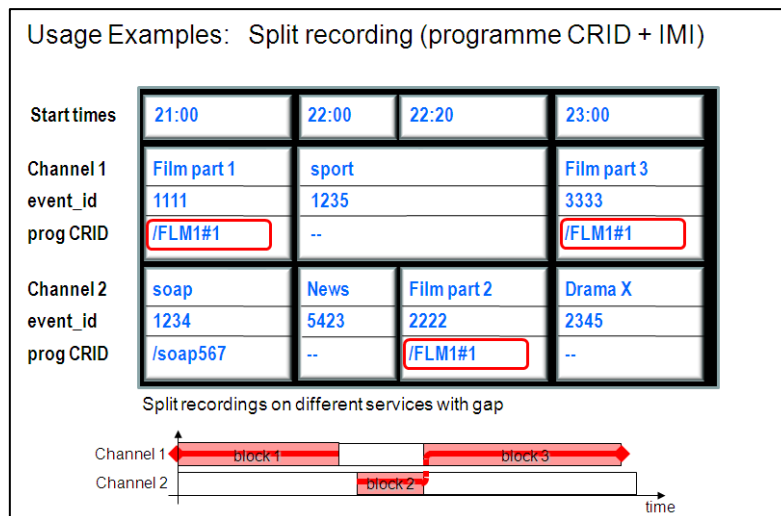 Usage Examples: Split recording (programme CRID + IMI)
Start times 21:00 22:00 22:20 23:00
Channel 1 Film part 1 sport Film part 3
event_id 1111 1235 3333
prog CRID /FLM1#1 -- /FLM1#1
Channel 2 soap News Film part 2 Drama X
event_id 1234 5423 2222 2345
prog CRID /soap567 -- /FLM1#1 --
Split recordings on different services with gap
Channel 1 block 1 block 3
Channel 2 block 2
time